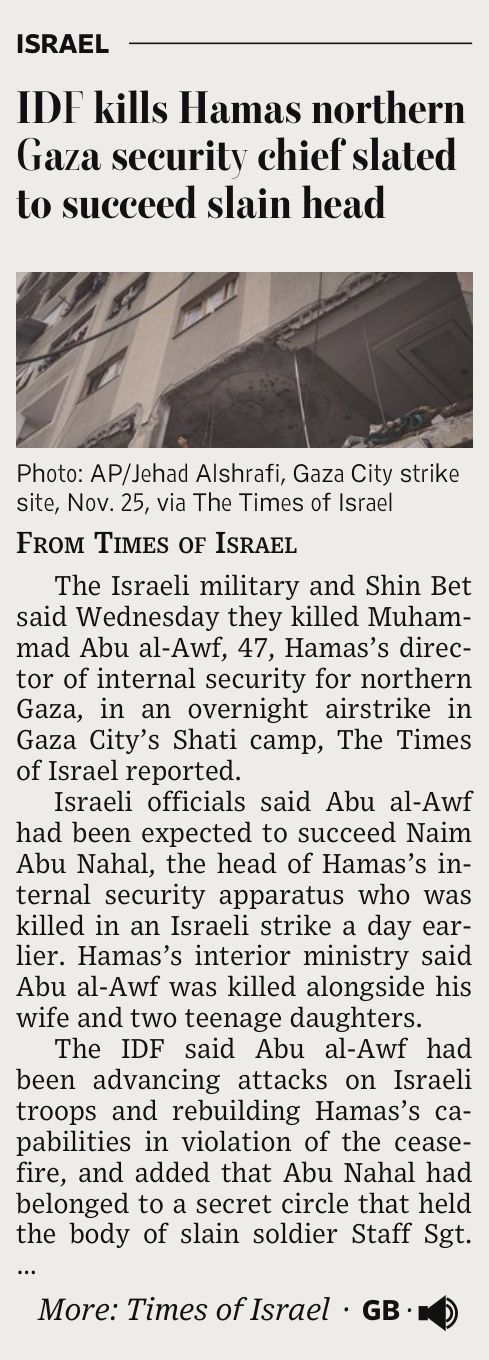 ISRAEL
IDF kills Hamas northern
Gaza security chief slated
to succeed slain head
Photo: AP/Jehad Alshrafi, Gaza City strike
site, Nov. 25, via The Times of Israel
FROM TIMES OF ISRAEL
The Israeli military and Shin Bet
said Wednesday they killed Muham-
mad Abu al-Awf, 47, Hamas’s direc-
tor of internal security for northern
Gaza, in an overnight airstrike in
Gaza City’s Shati camp, The Times
of Israel reported.
Israeli officials said Abu al-Awf
had been expected to succeed Naim
Abu Nahal, the head of Hamas’s in-
ternal security apparatus who was
killed in an Israeli strike a day ear-
lier. Hamas’s interior ministry said
Abu al-Awf was killed alongside his
wife and two teenage daughters.
The IDF said Abu al-Awf had
been advancing attacks on Israeli
troops and rebuilding Hamas’s ca-
pabilities in violation of the cease-
fire, and added that Abu Nahal had
belonged to a secret circle that held
the body of slain soldier Staff Sgt.
...
More: Times of Israel · GB ·